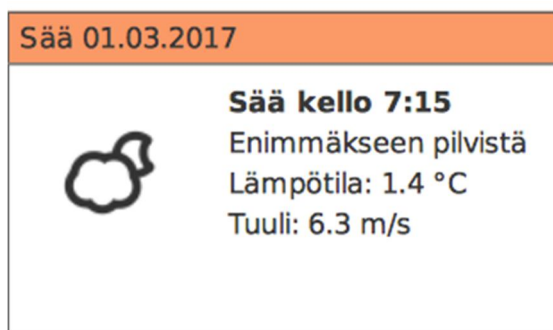 Sää 01.03.2017
Sää kello 7:15
Enimmäkseen pilvistä
Lämpötila: 1.4 °C
Tuuli: 6.3 m/s